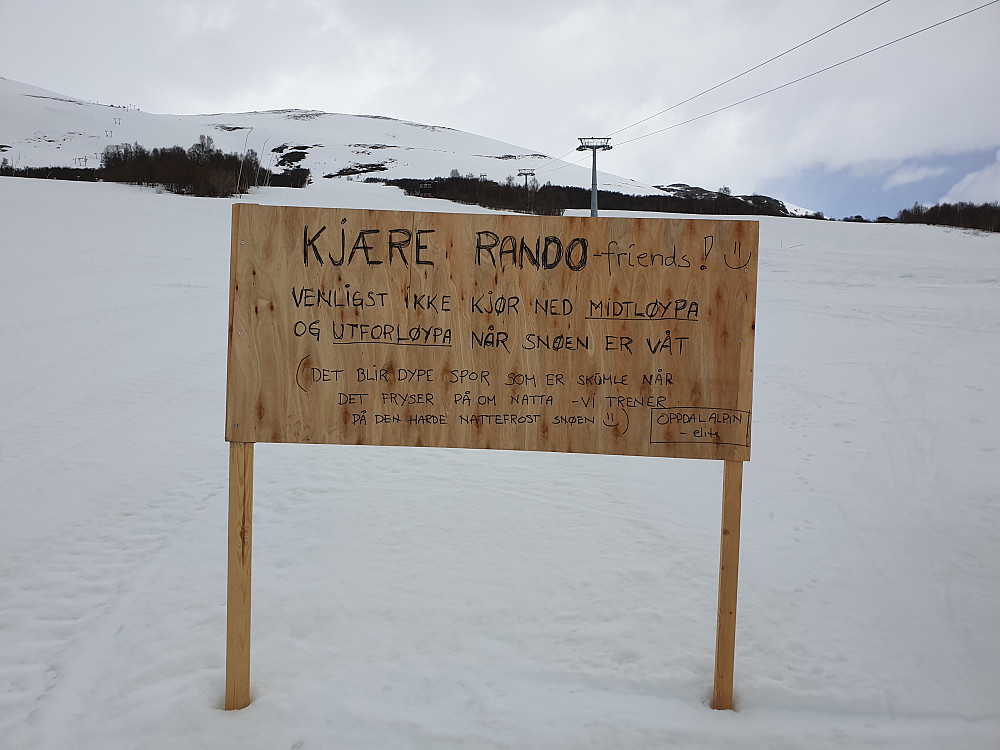 KJÆRE RANDO-friends! :)
VENLIGST IKKE KJØR NED MIDTLØYPA
OG UTFORLØYPA NÅR SNØEN ER VÅT
(DET BLIR DYPE SPOR SOM ER SKUMLE NÅR
DET FRYSER PÅ OM NATTA - VI TRENER
PÅ DEN HARDE NATTEFROST SNØEN :))
OPPDAL ALPIN
- elite